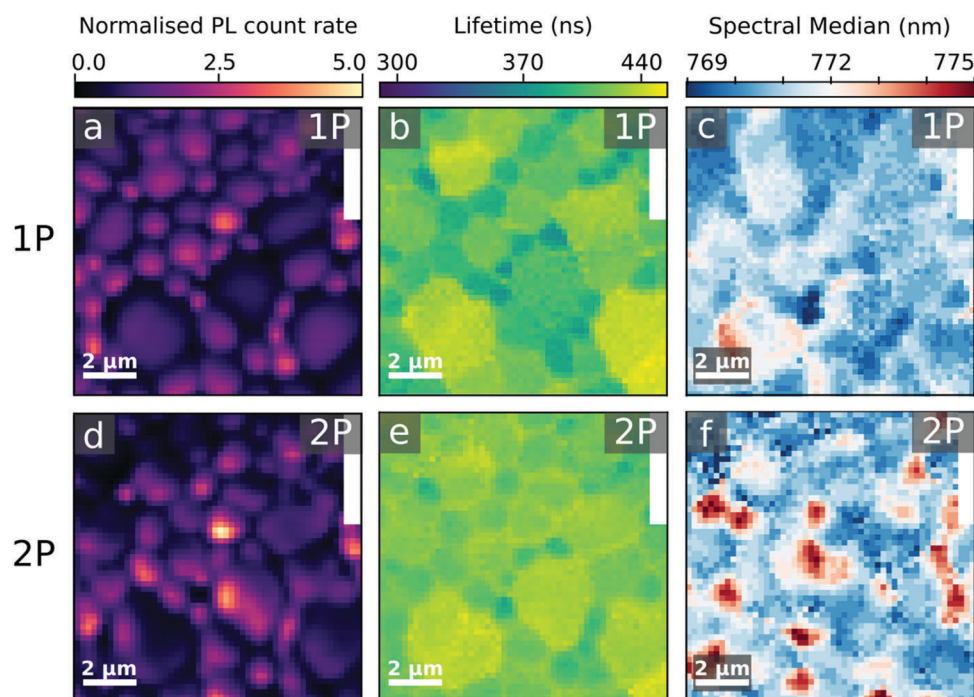 Normalised PL count rate Lifetime (ns) Spectral Median (nm)
0.0 2.5 5.0 300 370 440 769 772 775
a 1P b 1P c 1P
1P
2 μm 2 μm 2 μm
d 2P e 2P f 2P
2P
2 μm 2 μm 2 μm